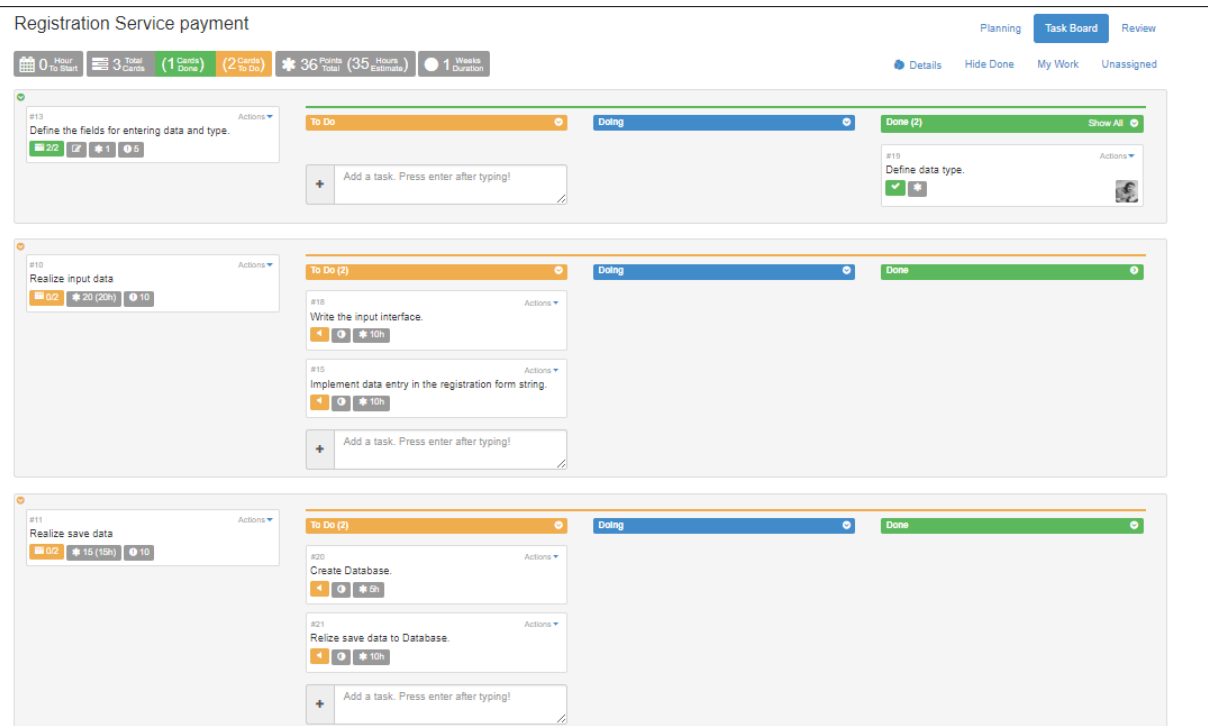 Registration Service payment
Planning Task Board Review
0 Hour To Start 3 Total Cards (1 Cards Done) (2 Cards To Do) 36 Points Total (35 Hours Estimate) 1 Weeks Duration
Details Hide Done My Work Unassigned
#13 Actions
Define the fields for entering data and type.
2/2 1 5
To Do Doing Done (2) Show All
Add a task. Press enter after typing!
#19 Actions
Define data type.
#10 Actions
Realize input data
0/2 20 (20h) 10
To Do (2) Doing Done
#18 Actions
Write the input interface.
10h
#15 Actions
Implement data entry in the registration form string.
10h
Add a task. Press enter after typing!
#11 Actions
Realize save data
0/2 15 (15h) 10
To Do (2) Doing Done
#20 Actions
Create Database.
5h
#21 Actions
Relize save data to Database.
10h
Add a task. Press enter after typing!